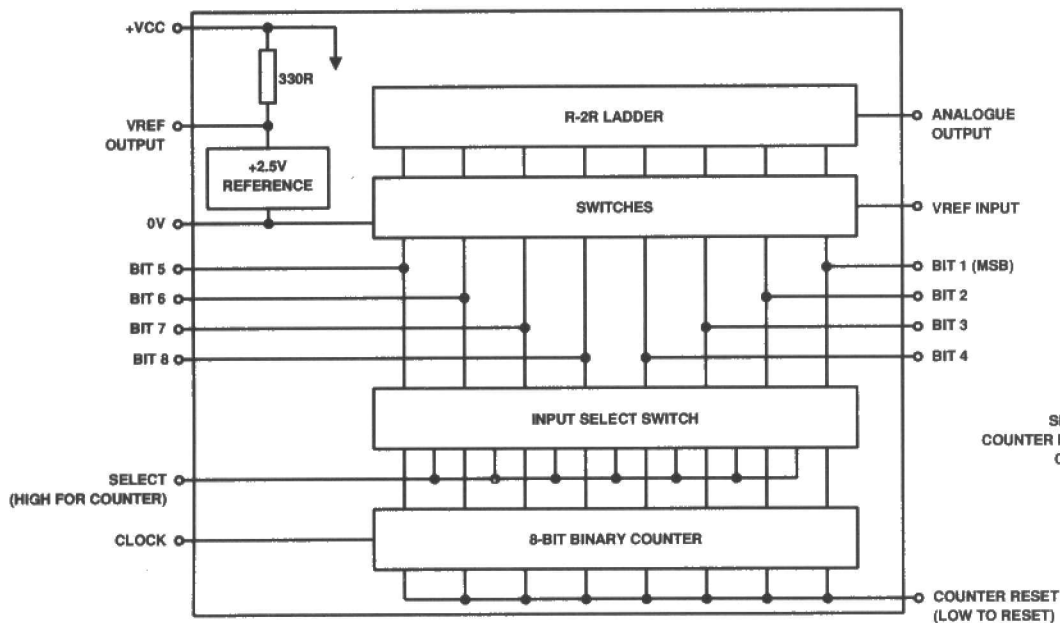 +VCC
330R
R-2R LADDER
ANALOGUE
OUTPUT
VREF
OUTPUT
+2.5V
REFERENCE
SWITCHES
VREF INPUT
0V
BIT 5
BIT 1 (MSB)
BIT 6
BIT 2
BIT 7
BIT 3
BIT 8
BIT 4
INPUT SELECT SWITCH
COUNTER
SELECT
(HIGH FOR COUNTER)
CLOCK
8-BIT BINARY COUNTER
COUNTER RESET
(LOW TO RESET)